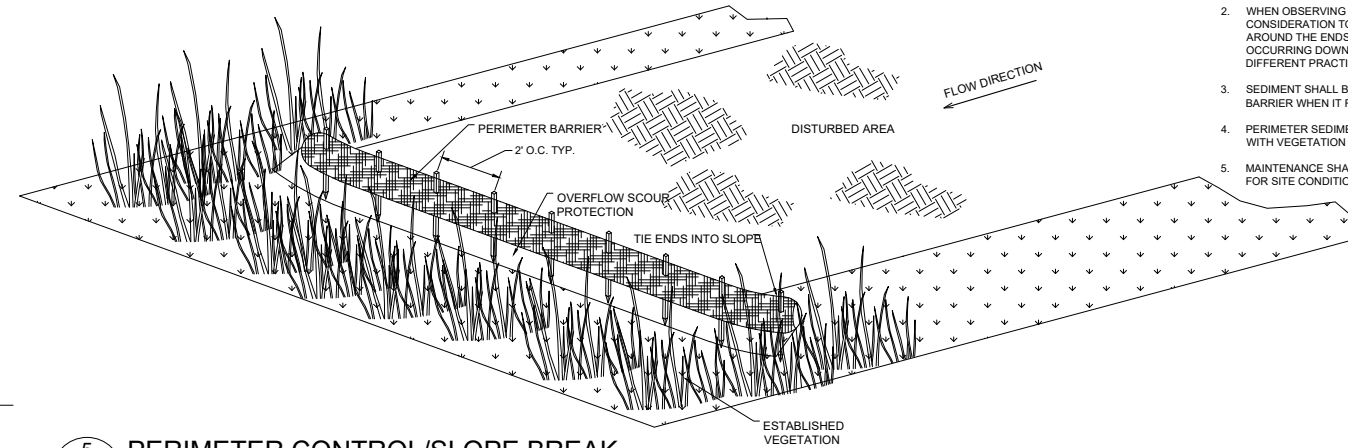 2. WHEN OBSERVING
CONSIDERATION TO
AROUND THE ENDS
OCCURRING DOWN
DIFFERENT PRACTI
3. SEDIMENT SHALL B
BARRIER WHEN IT F
4. PERIMETER SEDIME
WITH VEGETATION
5. MAINTENANCE SHA
FOR SITE CONDITIO
FLOW DIRECTION
DISTURBED AREA
PERIMETER BARRIER
2' O.C. TYP.
OVERFLOW SCOUR
PROTECTION
TIE ENDS INTO SLOPE
ESTABLISHED
VEGETATION
5 PERIMETER CONTROL/SLOPE BREAK